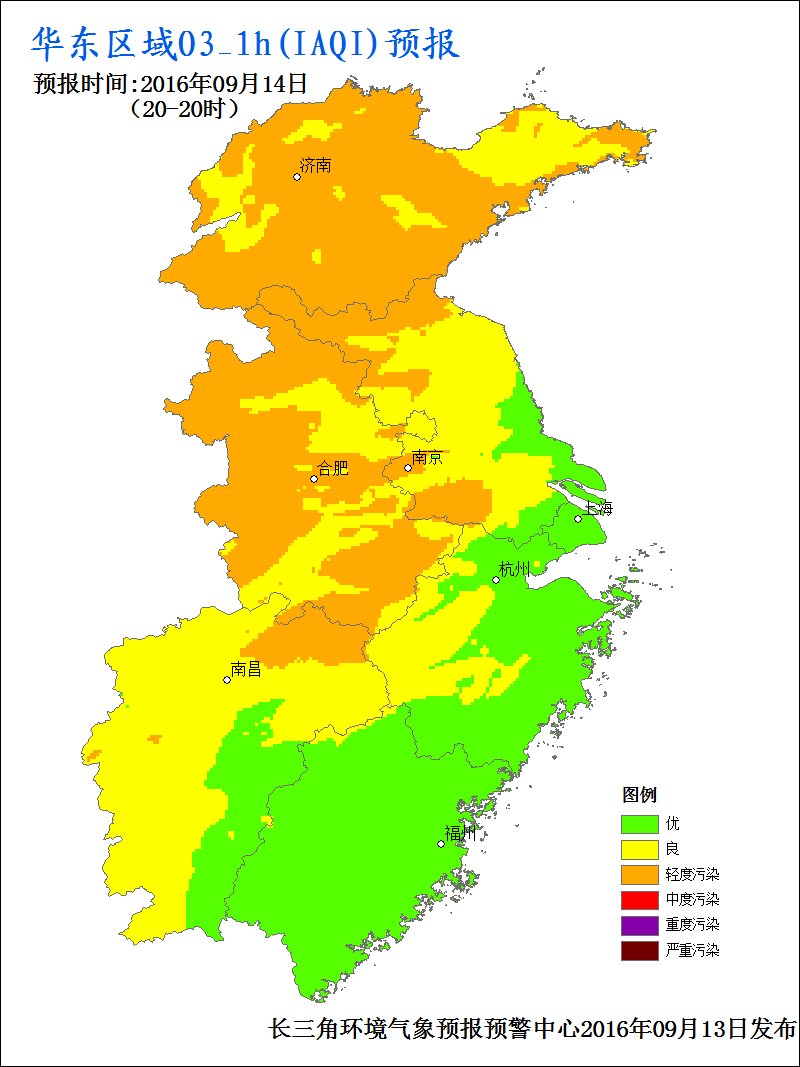 华东区域O3_1h(IAQI)预报
预报时间:2016年09月14日
(20-20时)
济南
合肥
南京
上海
杭州
南昌
福州
图例
优
良
轻度污染
中度污染
重度污染
严重污染
长三角环境气象预报预警中心2016年09月13日发布